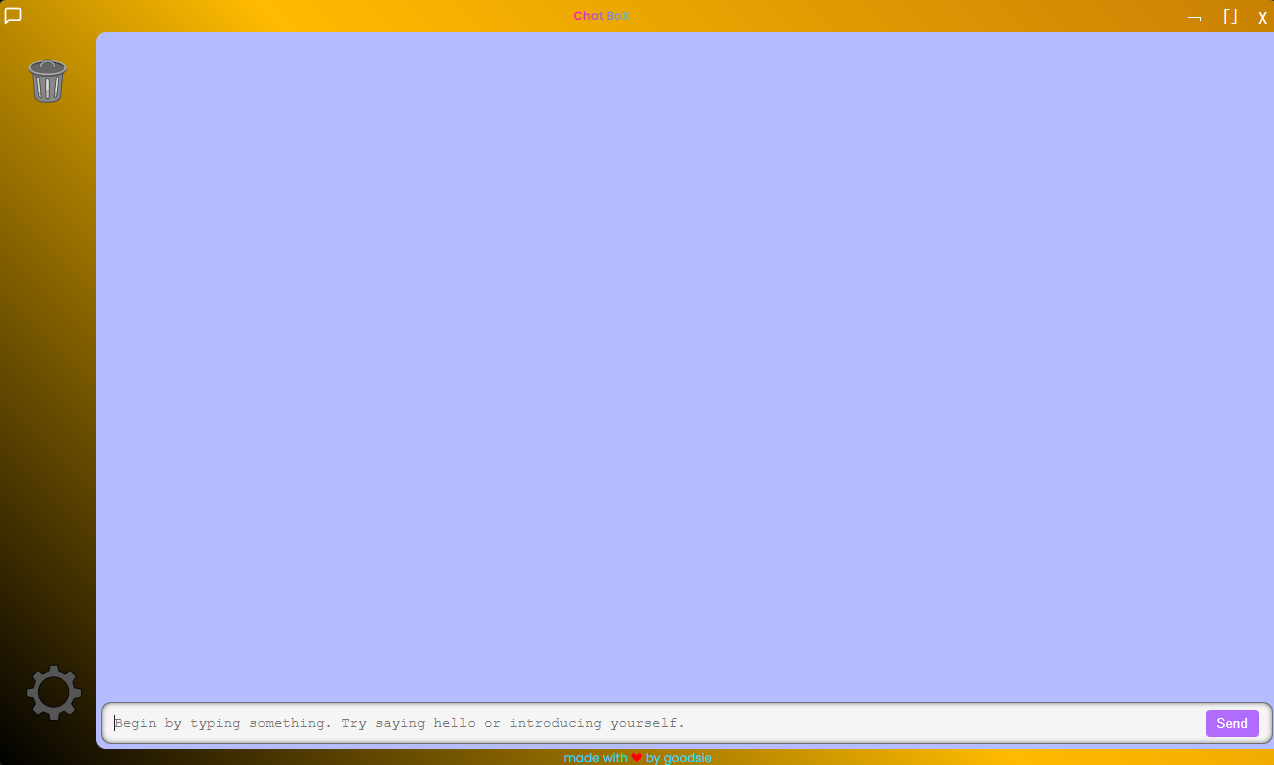 Chat BoX
X
Begin by typing something. Try saying hello or introducing yourself.
Send
made with ❤ by goodsie